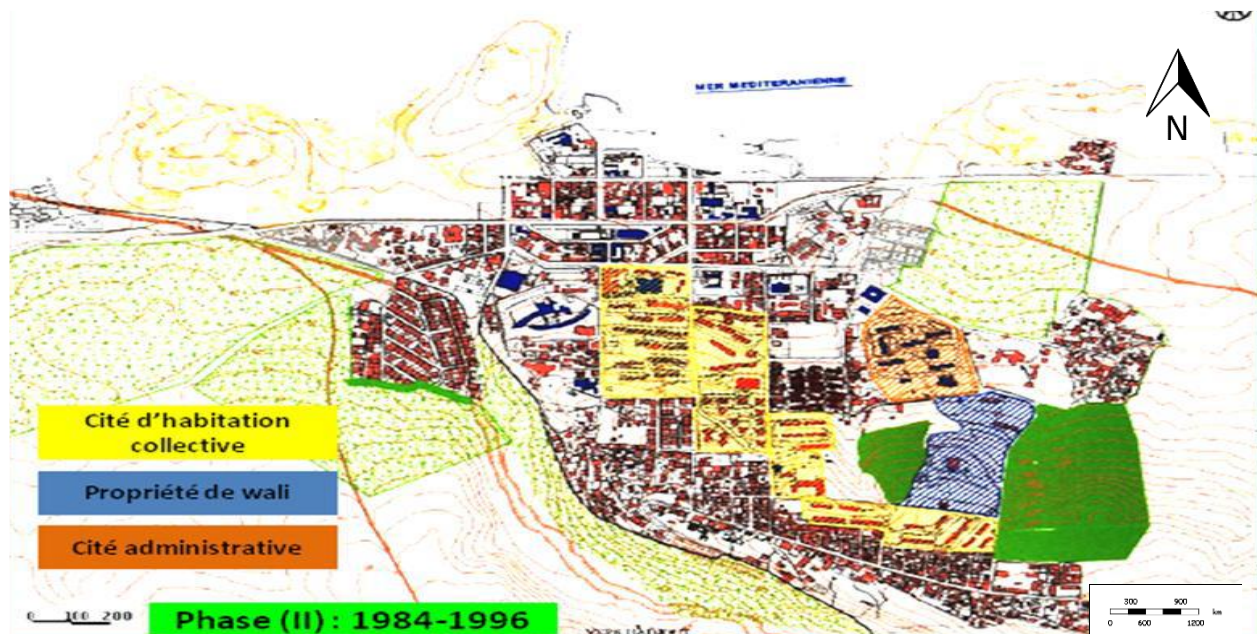 MER MEDITERANIENNE
N
Cité d'habitation
collective
Propriété de wali
Cité administrative
0 100 200
Phase (II) : 1984-1996
300 900
km
0 600 1200